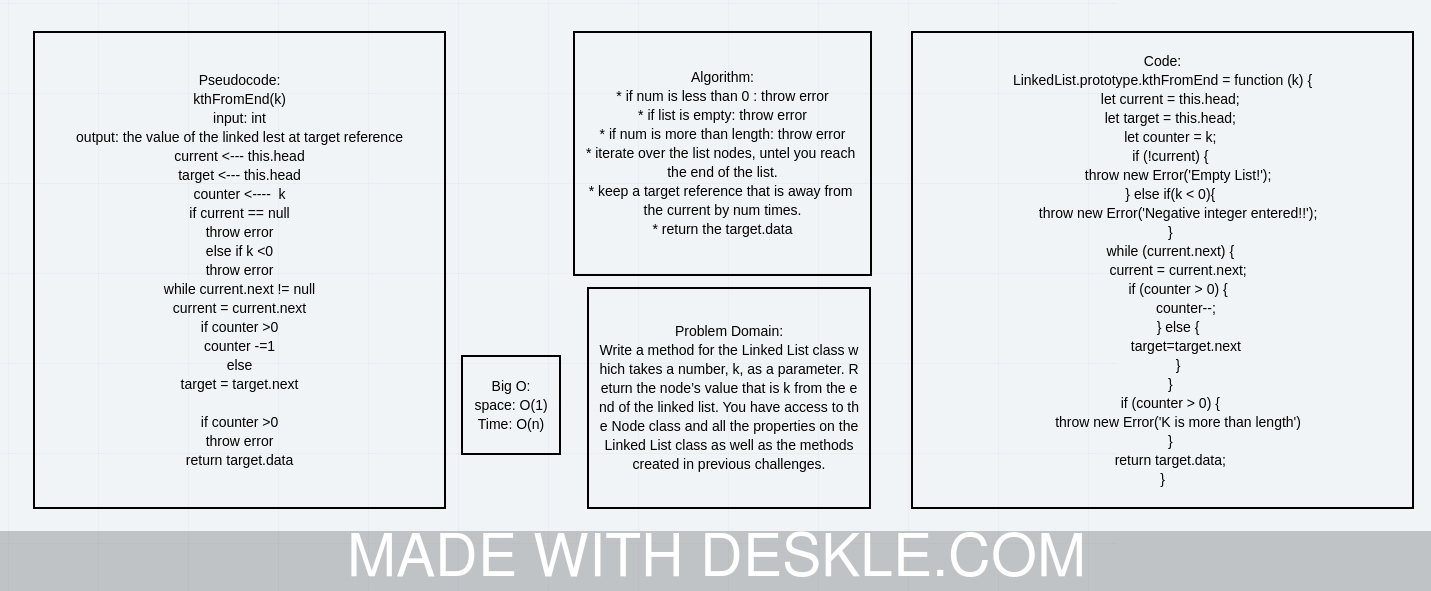 Pseudocode:
kthFromEnd(k)
input: int
output: the value of the linked lest at target reference
current <--- this.head
target <--- this.head
counter <---- k
if current == null
throw error
else if k <0
throw error
while current.next != null
current = current.next
if counter >0
counter -=1
else
target = target.next
if counter >0
throw error
return target.data
Big O:
space: O(1)
Time: O(n)
Algorithm:
* if num is less than 0 : throw error
* if list is empty: throw error
* if num is more than length: throw error
* iterate over the list nodes, untel you reach
the end of the list.
* keep a target reference that is away from
the current by num times.
* return the target.data
Problem Domain:
Write a method for the Linked List class w
hich takes a number, k, as a parameter. R
eturn the node's value that is k from the e
nd of the linked list. You have access to th
e Node class and all the properties on the
Linked List class as well as the methods
created in previous challenges.
Code:
LinkedList.prototype.kthFromEnd = function (k) {
let current = this.head;
let target = this.head;
let counter = k;
if (!current) {
throw new Error('Empty List!');
} else if(k < 0){
throw new Error('Negative integer entered!!');
}
while (current.next) {
current = current.next;
if (counter > 0) {
counter--;
} else {
target=target.next
}
}
if (counter > 0) {
throw new Error('K is more than length')
}
return target.data;
}
MADE WITH DESKLE.COM